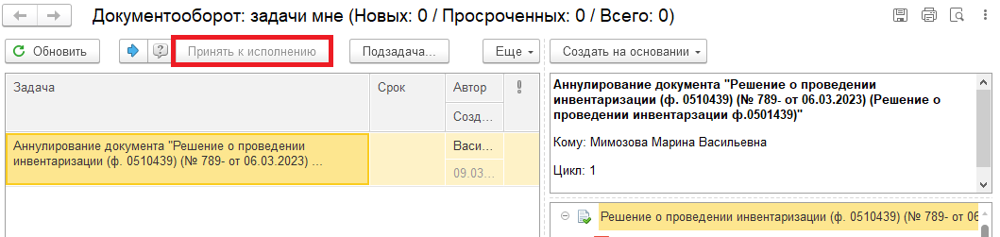 Документооборот: задачи мне (Новых: 0 / Просроченных: 0 / Всего: 0)
Обновить
Принять к исполнению
Подзадача...
Еще
Создать на основании
Задача
Срок
Автор
Созд...
Аннулирование документа "Решение о проведении
инвентаризации (ф. 0510439) (№ 789- от 06.03.2023) ...
Васи...
09.03...
Аннулирование документа "Решение о проведении
инвентаризации (ф. 0510439) (№ 789- от 06.03.2023) (Решение о
проведении инвентарзации ф.0501439)"
Кому: Мимозова Марина Васильевна
Цикл: 1
Решение о проведении инвентаризации (ф. 0510439) (№ 789- от 06